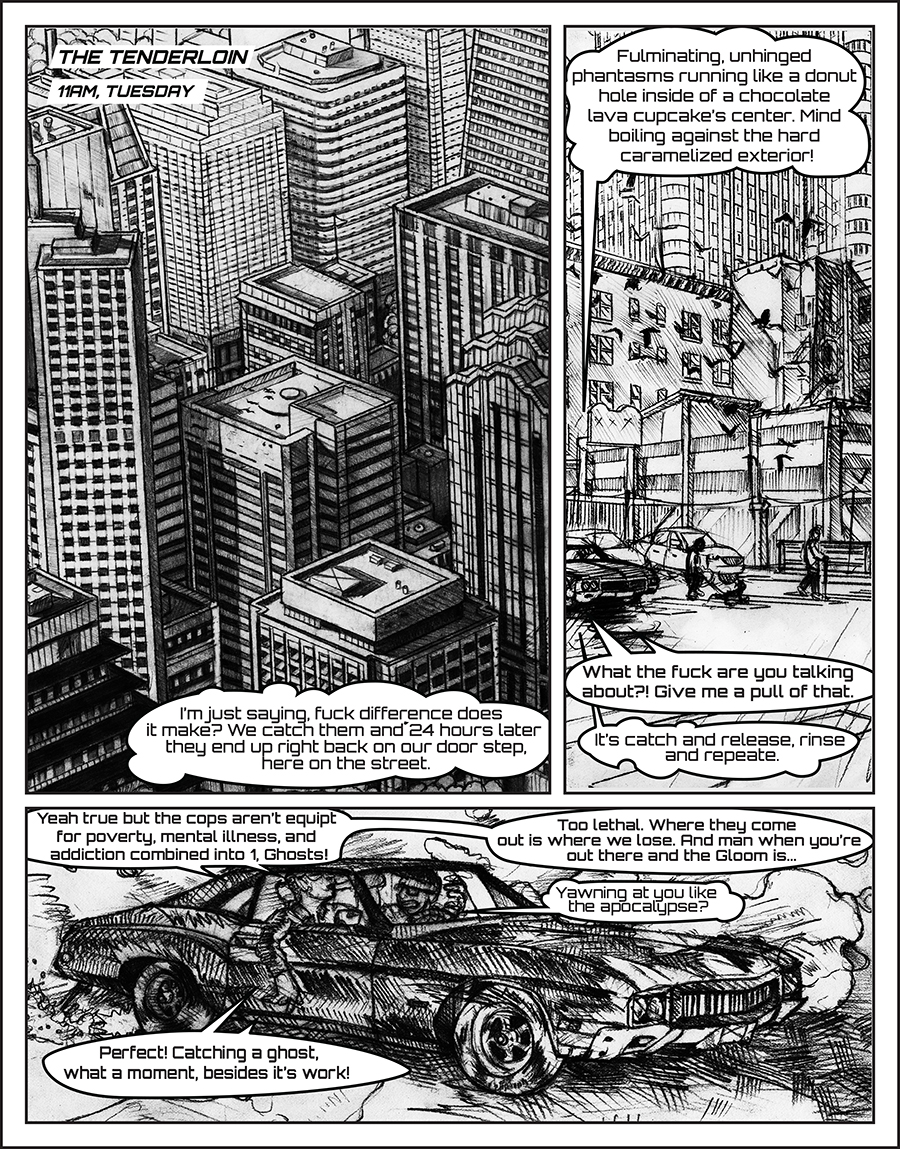 THE TENDERLOIN
11AM, TUESDAY
I'm just saying, fuck difference does
it make? We catch them and 24 hours later
they end up right back on our door step,
here on the street.
Fulminating, unhinged
phantasms running like a donut
hole inside of a chocolate
lava cupcake's center. Mind
boiling against the hard
caramelized exterior!
XXX
What the fuck are you talking
about?! Give me a pull of that.
It's catch and release, rinse
and repeate.
Yeah true but the cops aren't equipt
for poverty, mental illness, and
addiction combined into 1, Ghosts!
Too lethal. Where they come
out is where we lose. And man when you're
out there and the Gloom is...
Yawning at you like
the apocalypse?
Perfect! Catching a ghost,
what a moment, besides it's work!